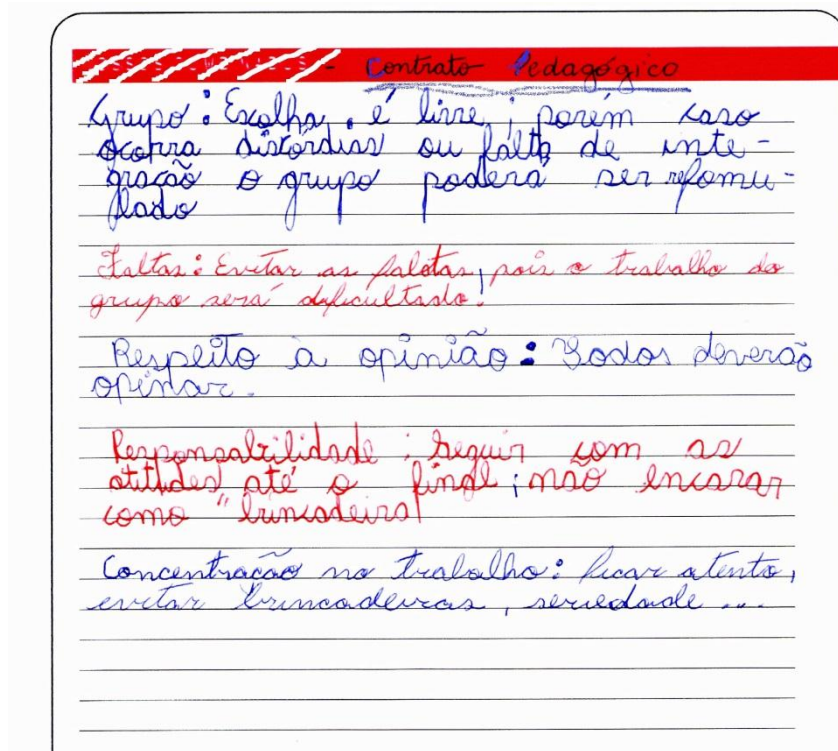 Contrato Pedagógico
Grupo: Escolha é livre; porém caso
ocorra discórdias ou falta de inte-
gração o grupo poderá ser refomu-
lado
Faltas: Evitar as falotas, pois o trabalho do
grupo será dificultado.
Respeito à opinião: Todos deverão
opinar.
Responsabilidade: Seguir com as
atitudes até o final; não encarar
como "brincadeira"
Concentração no trabalho: ficar atento,
evitar brincadeiras, seriedade...